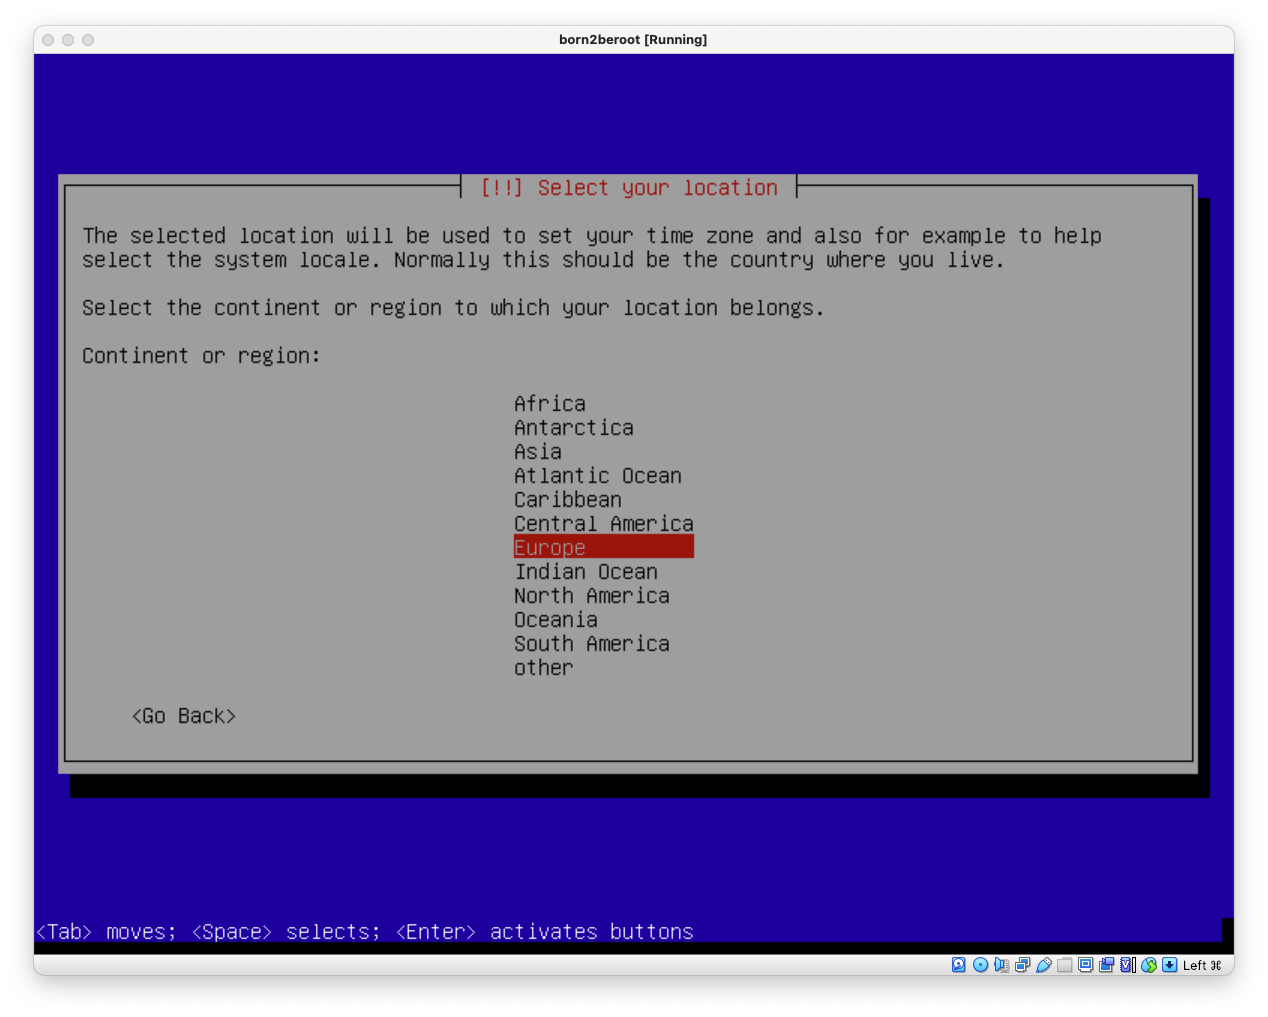 born2beroot [Running]
[!!] Select your location
The selected location will be used to set your time zone and also for example to help
select the system locale. Normally this should be the country where you live.
Select the continent or region to which your location belongs.
Continent or region:
Africa
Antarctica
Asia
Atlantic Ocean
Caribbean
Central America
Europe
Indian Ocean
North America
Oceania
South America
other
<Go Back>
<Tab> moves; <Space> selects; <Enter> activates buttons
Left ⌘